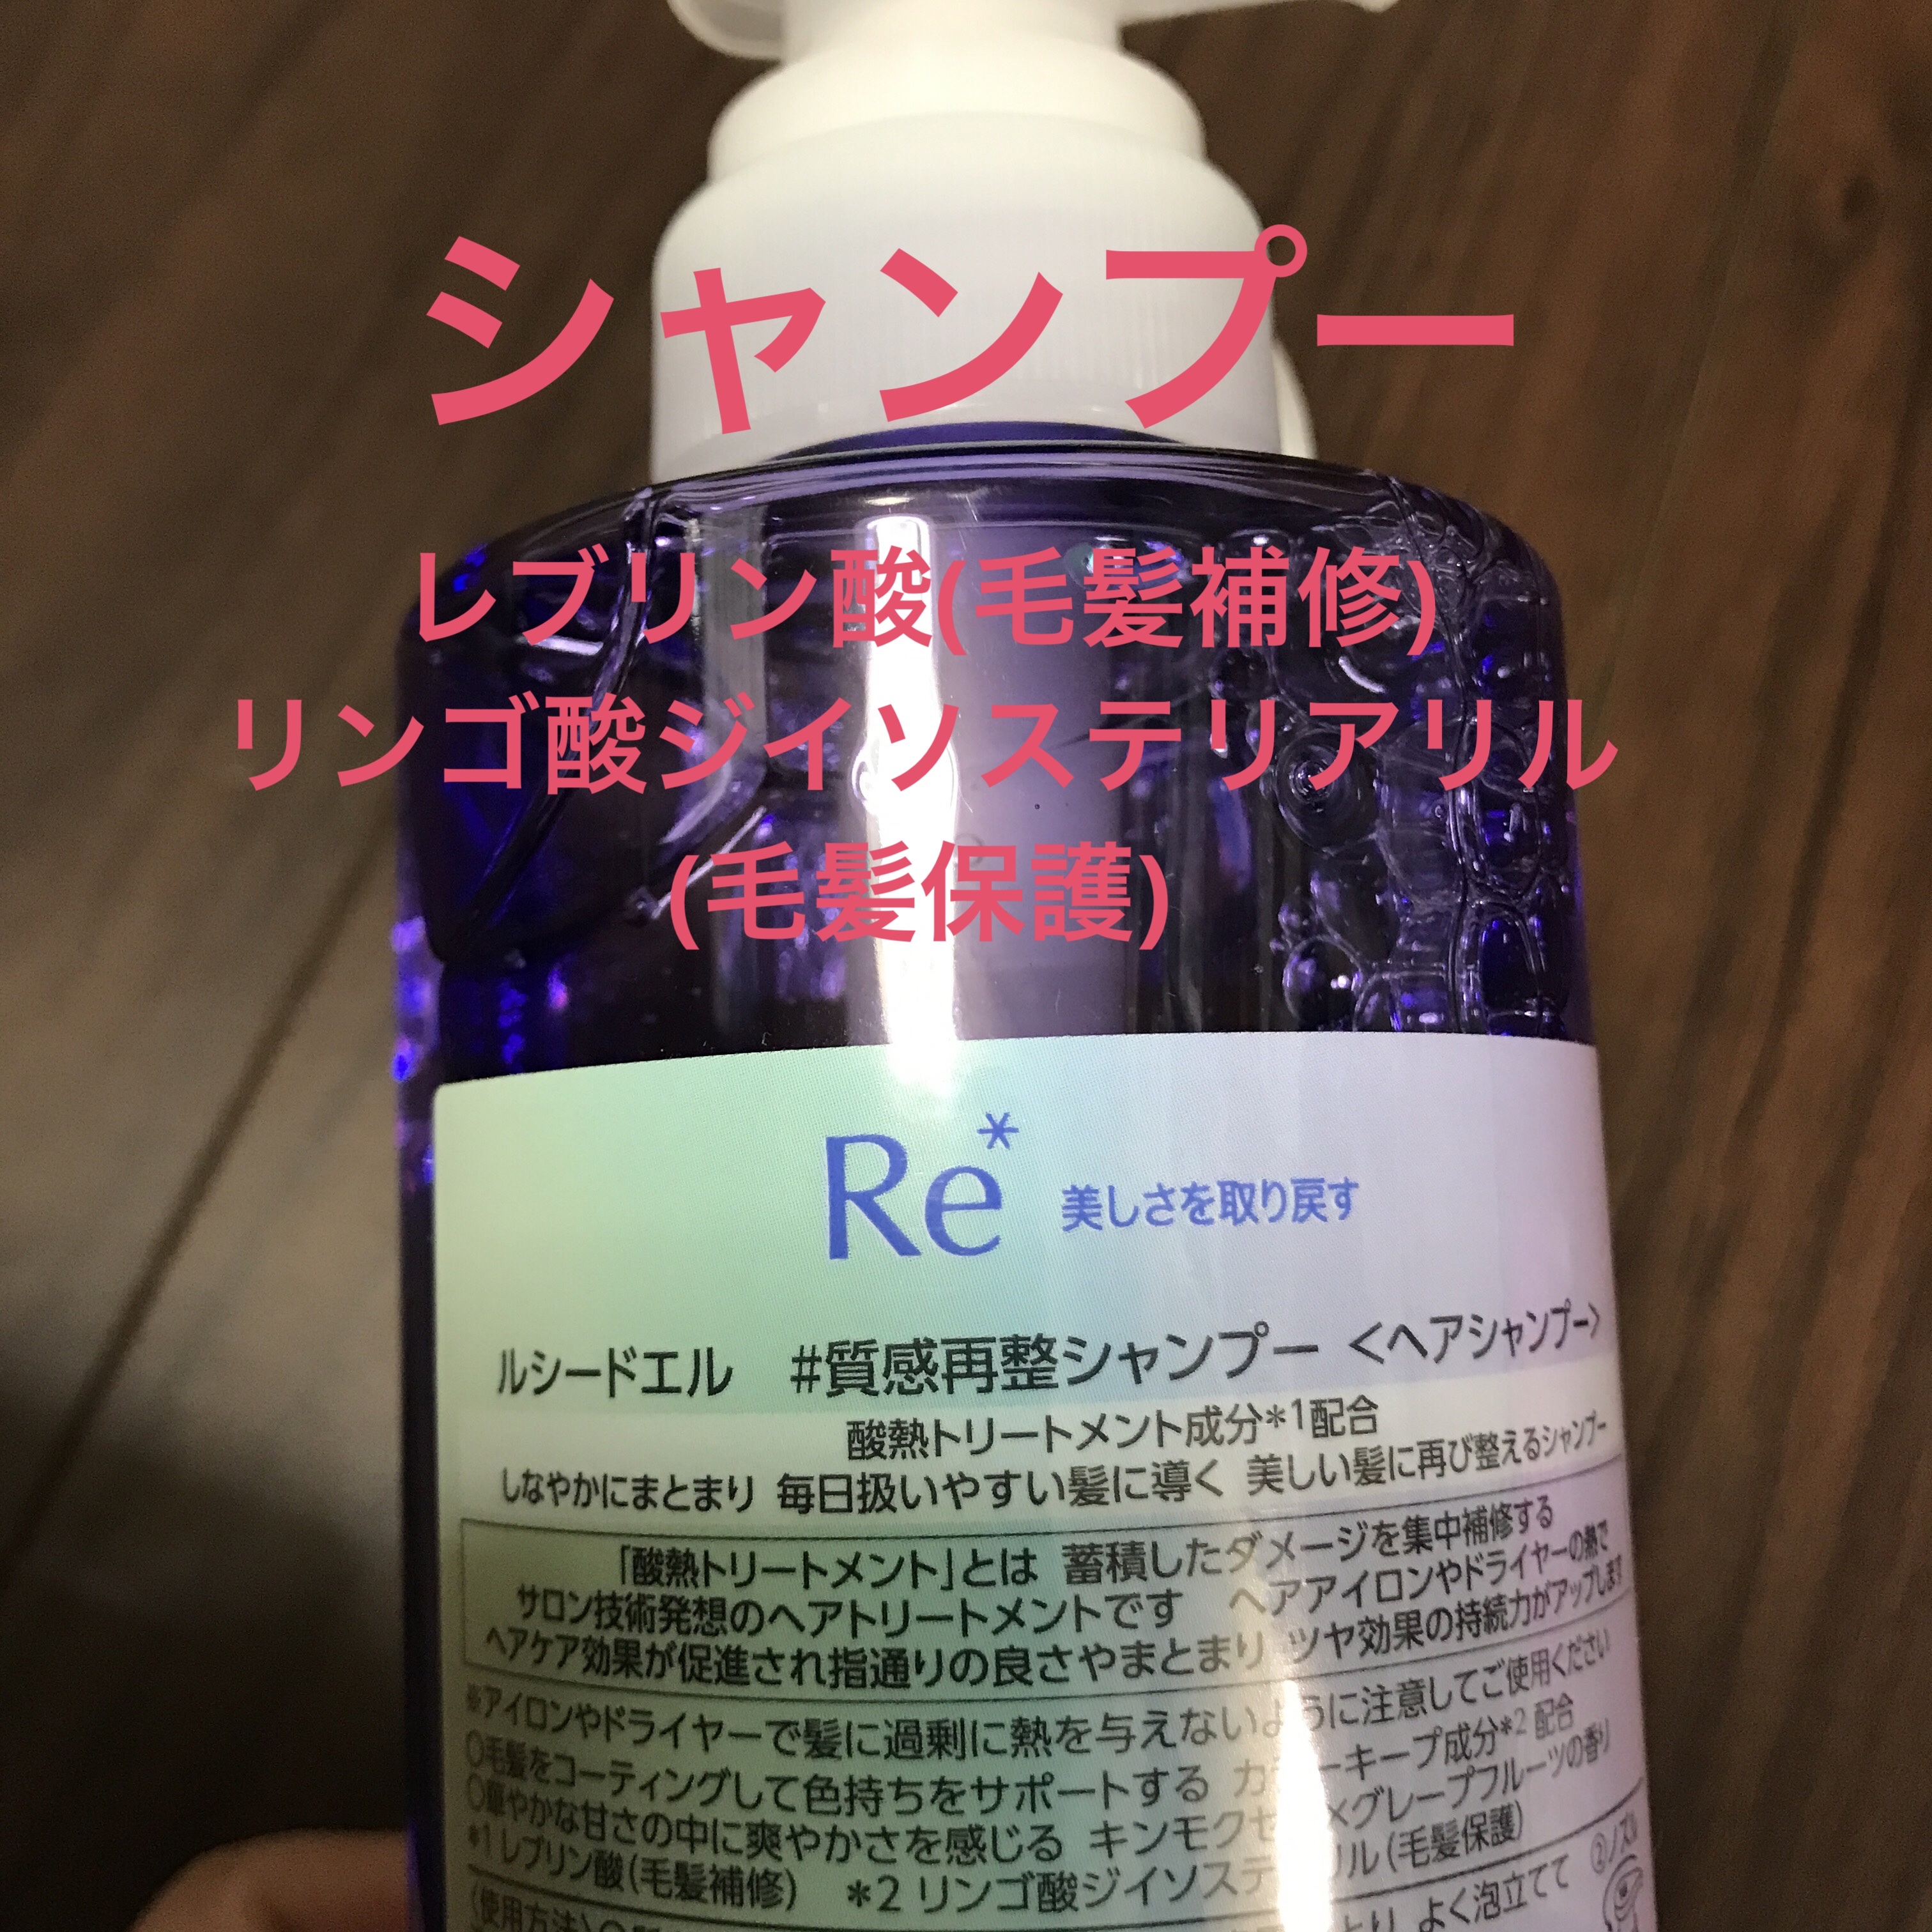 シャンプー
レブリン酸(毛髪補修)
リンゴ酸ジイソステリアリル
(毛髪保護)
Re* 美しさを取り戻す
ルシードエル #質感再整シャンプー <ヘアシャンプー>
酸熱トリートメント成分*1配合
しなやかにまとまり 毎日扱いやすい髪に導く 美しい髪に再び整えるシャンプー
「酸熱トリートメント」とは 蓄積したダメージを集中補修する
サロン技術発想のヘアトリートメントです ヘアアイロンやドライヤーの熱で
ヘアケア効果が促進され指通りの良さやまとまり ツヤ効果の持続力がアップします
※アイロンやドライヤーで髪に過剰に熱を与えないように注意してご使用ください
○毛髪をコーティングして色持ちをサポートする カラーキープ成分*2 配合
○華やかな甘さの中に爽やかさを感じる キンモクセ ×グレープフルーツの香り
*1 レブリン酸(毛髪補修) *2 リンゴ酸ジイソステ リル(毛髪保護)
〈使用方法〉 とり よく泡立てて ②ノズル